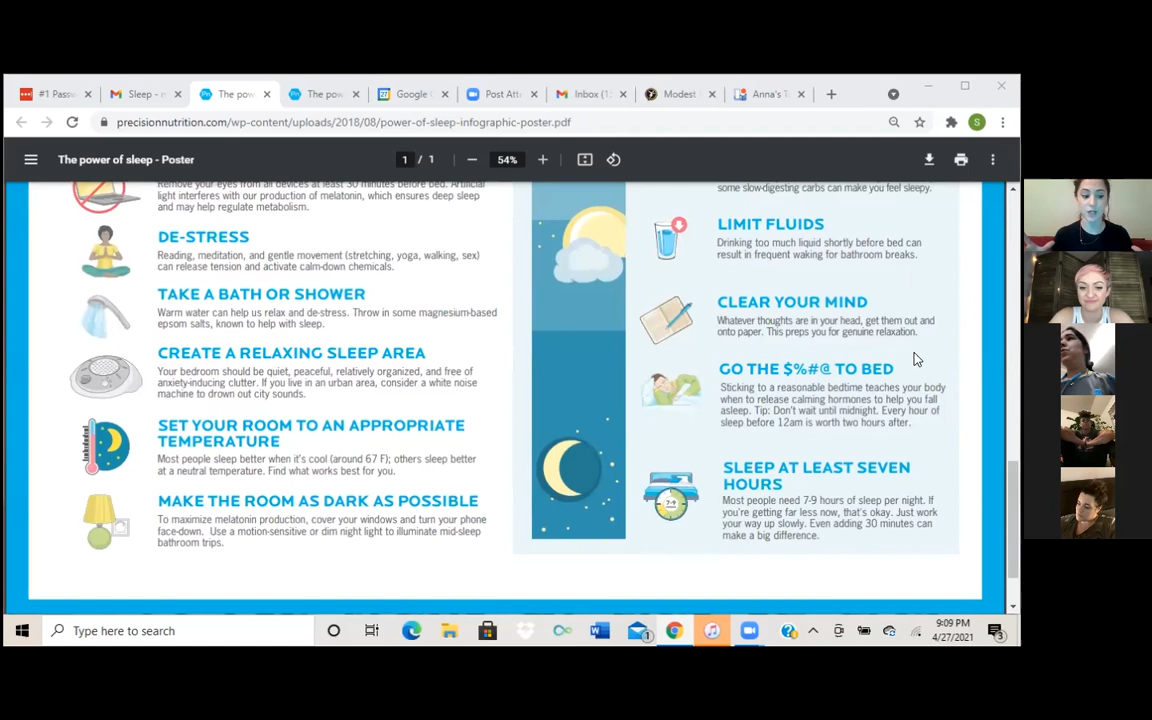 #1 Passw
Sleep - m
The pow
The pow
Google C
Post Atte
Inbox (1
Modest
Anna's T
precisionnutrition.com/wp-content/uploads/2018/08/power-of-sleep-infographic-poster.pdf
S
The power of sleep - Poster
1 / 1
54%
Remove your eyes from all devices at least 30 minutes before bed. Artificial
light interferes with our production of melatonin, which ensures deep sleep
and may help regulate metabolism.
DE-STRESS
Reading, meditation, and gentle movement (stretching, yoga, walking, sex)
can release tension and activate calm-down chemicals.
TAKE A BATH OR SHOWER
Warm water can help us relax and de-stress. Throw in some magnesium-based
epsom salts, known to help with sleep.
CREATE A RELAXING SLEEP AREA
Your bedroom should be quiet, peaceful, relatively organized, and free of
anxiety-inducing clutter. If you live in an urban area, consider a white noise
machine to drown out city sounds.
SET YOUR ROOM TO AN APPROPRIATE
TEMPERATURE
Most people sleep better when it's cool (around 67 F); others sleep better
at a neutral temperature. Find what works best for you.
MAKE THE ROOM AS DARK AS POSSIBLE
To maximize melatonin production, cover your windows and turn your phone
face-down. Use a motion-sensitive or dim night light to illuminate mid-sleep
bathroom trips.
some slow-digesting carbs can make you feel sleepy.
LIMIT FLUIDS
Drinking too much liquid shortly before bed can
result in frequent waking for bathroom breaks.
CLEAR YOUR MIND
Whatever thoughts are in your head, get them out and
onto paper. This preps you for genuine relaxation.
GO THE $%#@ TO BED
Sticking to a reasonable bedtime teaches your body
when to release calming hormones to help you fall
asleep. Tip: Don't wait until midnight. Every hour of
sleep before 12am is worth two hours after.
7-9
SLEEP AT LEAST SEVEN
HOURS
Most people need 7-9 hours of sleep per night. If
you're getting far less now, that's okay. Just work
your way up slowly. Even adding 30 minutes can
make a big difference.
Type here to search
9:09 PM
4/27/2021